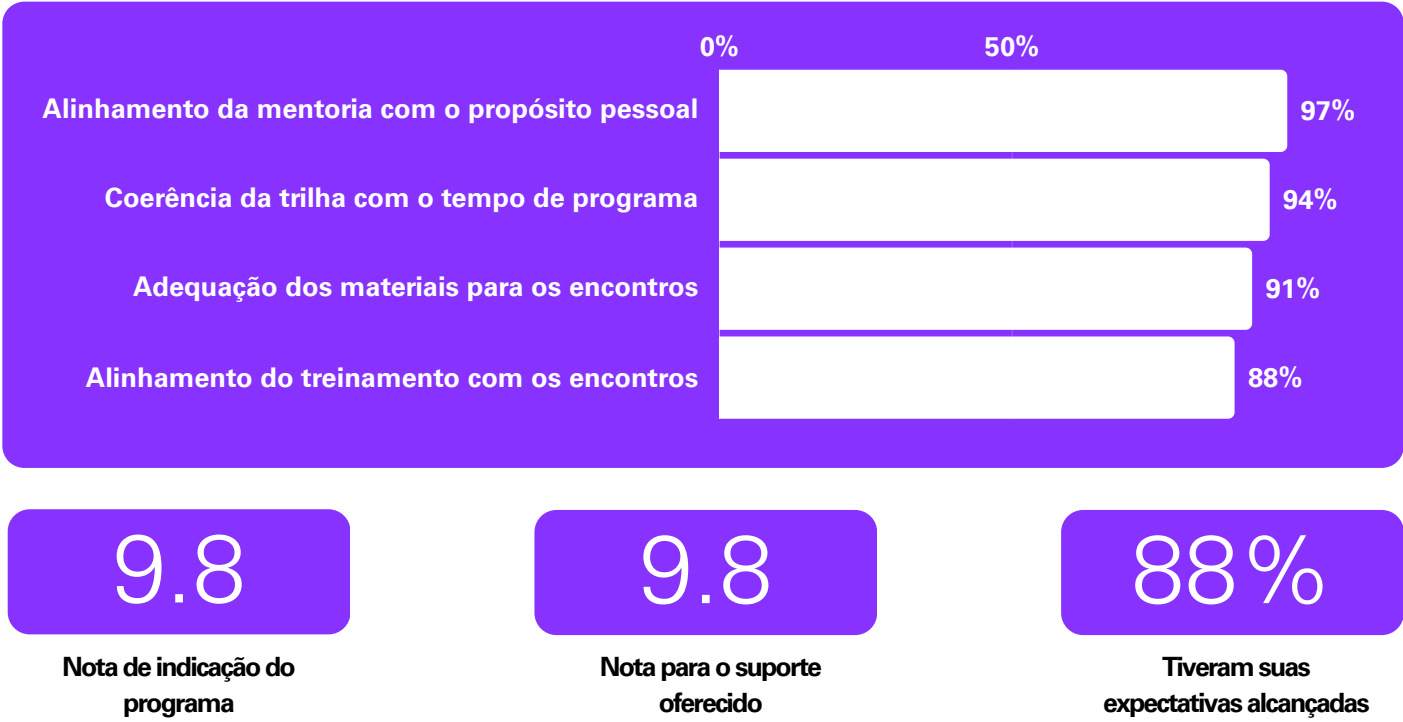 0% 50%
Alinhamento da mentoria com o propósito pessoal 97%
Coerência da trilha com o tempo de programa 94%
Adequação dos materiais para os encontros 91%
Alinhamento do treinamento com os encontros 88%
9.8
Nota de indicação do
programa
9.8
Nota para o suporte
oferecido
88%
Tiveram suas
expectativas alcançadas